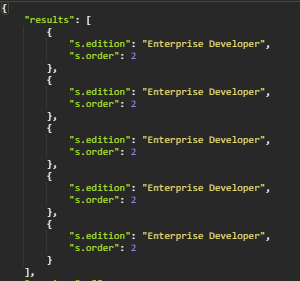 {
"results": [
{
"s.edition": "Enterprise Developer",
"s.order": 2
},
{
"s.edition": "Enterprise Developer",
"s.order": 2
},
{
"s.edition": "Enterprise Developer",
"s.order": 2
},
{
"s.edition": "Enterprise Developer",
"s.order": 2
},
{
"s.edition": "Enterprise Developer",
"s.order": 2
}
],